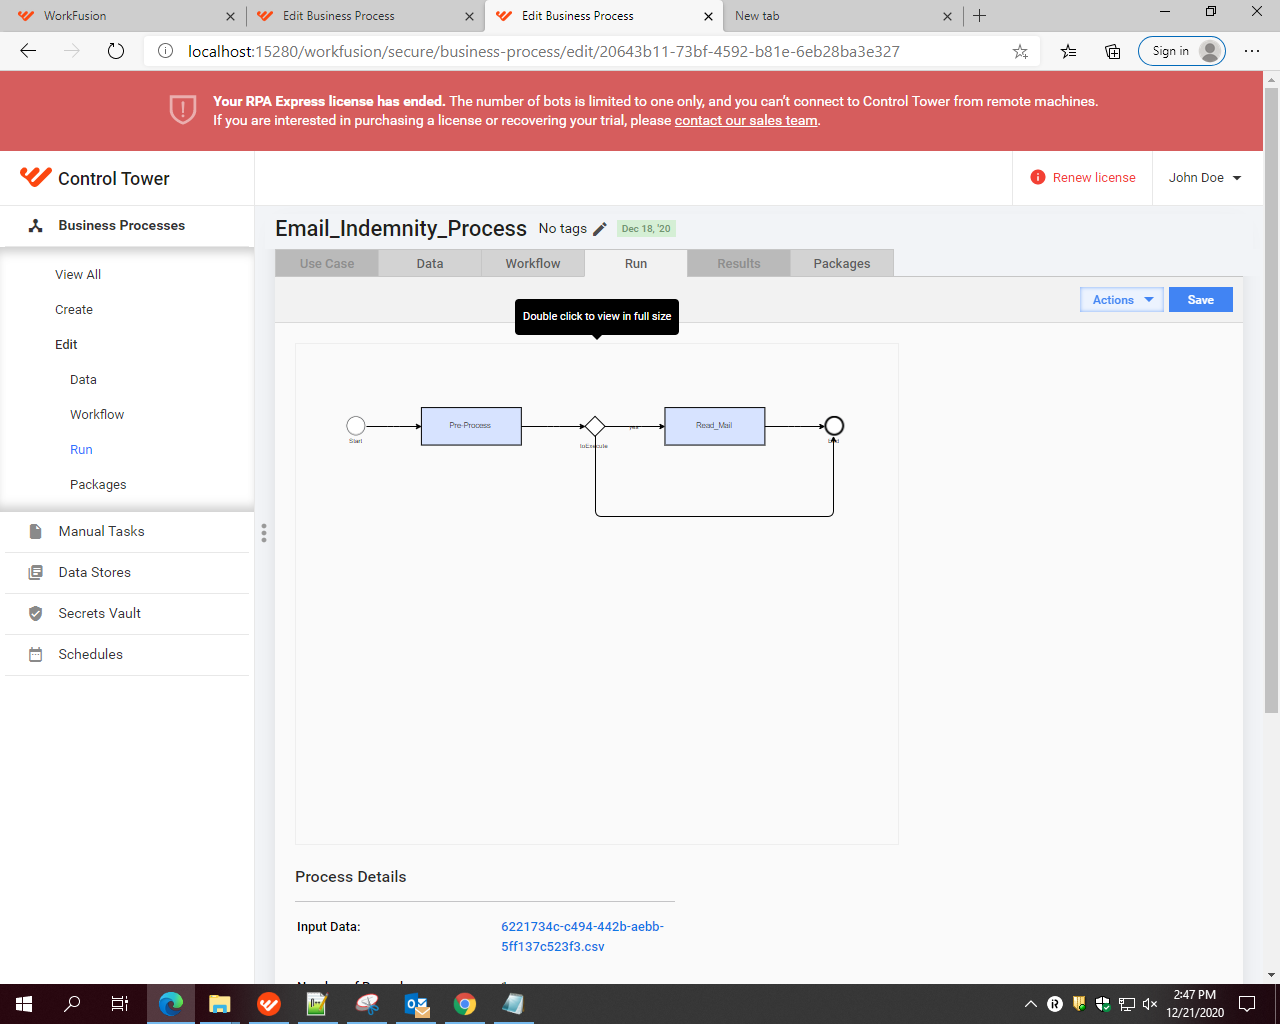 WorkFusion
Edit Business Process
Edit Business Process
New tab
localhost:15280/workfusion/secure/business-process/edit/20643b11-73bf-4592-b81e-6eb28ba3e327
Sign in
Your RPA Express license has ended. The number of bots is limited to one only, and you can't connect to Control Tower from remote machines.
If you are interested in purchasing a license or recovering your trial, please contact our sales team.
Control Tower
Renew license
John Doe
Business Processes
View All
Create
Edit
Data
Workflow
Run
Packages
Manual Tasks
Data Stores
Secrets Vault
Schedules
Email_Indemnity_Process No tags Dec 18, '20
Use Case Data Workflow Run Results Packages
Actions Save
Double click to view in full size
Start
Pre-Process
toExecute
Read_Mail
Process Details
Input Data: 6221734c-c494-442b-aebb-
5ff137c523f3.csv
2:47 PM
12/21/2020